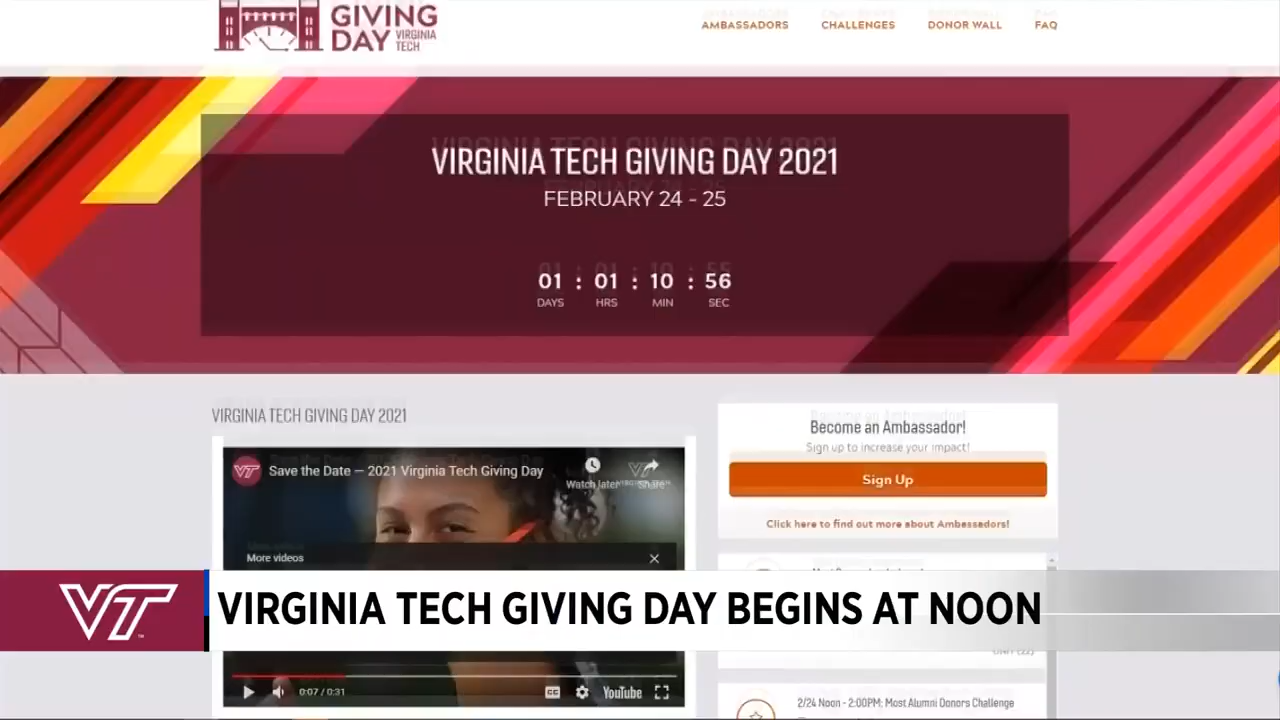 GIVING
DAY VIRGINIA TECH
AMBASSADORS CHALLENGES DONOR WALL FAQ
VIRGINIA TECH GIVING DAY 2021
FEBRUARY 24 - 25
01 : 01 : 10 : 56
DAYS HRS MIN SEC
VIRGINIA TECH GIVING DAY 2021
Become an Ambassador!
Sign up to increase your impact!
Sign Up
Click here to find out more about Ambassadors!
VT Save the Date – 2021 Virginia Tech Giving Day
Watch later Share
More videos
VT VIRGINIA TECH GIVING DAY BEGINS AT NOON
0:07 / 0:31 CC YouTube
2/24 Noon - 2:00PM: Most Alumni Donors Challenge